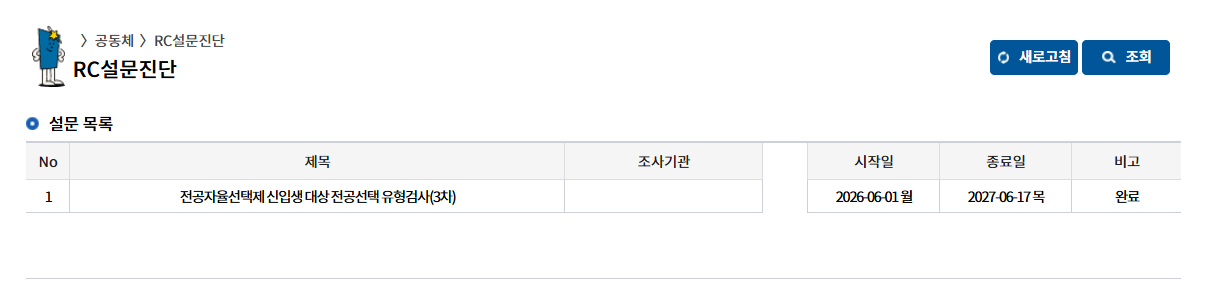 〉공동체 〉RC설문진단
RC설문진단
새로고침 조회
설문 목록
No 제목 조사기관 시작일 종료일 비고
1 전공자율선택제 신입생 대상 전공선택 유형검사(3차) 2026-06-01 월 2027-06-17 목 완료